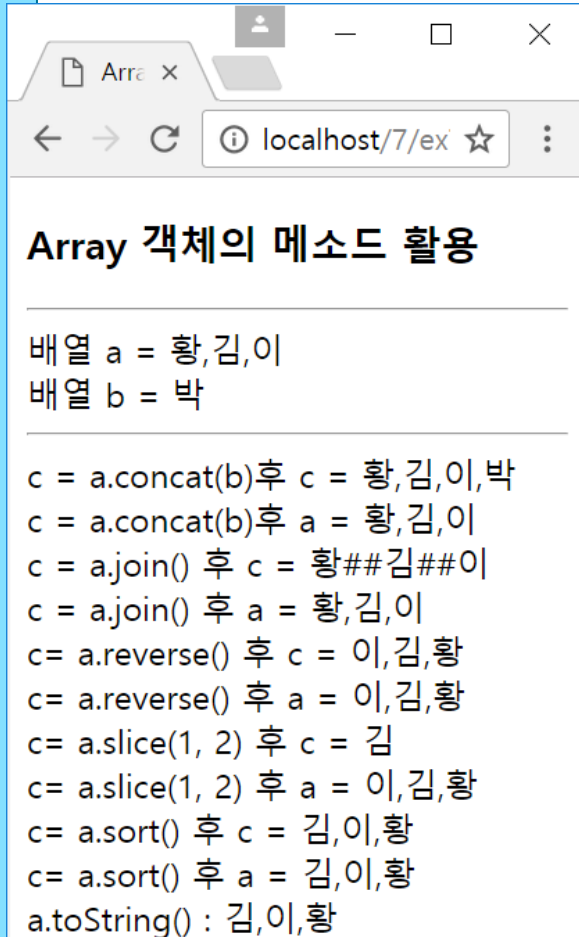 Arra
localhost/7/ex
Array 객체의 메소드 활용
배열 a = 황,김,이
배열 b = 박
c = a.concat(b)후 c = 황,김,이,박
c = a.concat(b)후 a = 황,김,이
c = a.join() 후 c = 황##김##이
c = a.join() 후 a = 황,김,이
c= a.reverse() 후 c = 이,김,황
c= a.reverse() 후 a = 이,김,황
c= a.slice(1, 2) 후 c = 김
c= a.slice(1, 2) 후 a = 이,김,황
c= a.sort() 후 c = 김,이,황
c= a.sort() 후 a = 김,이,황
a.toString() : 김,이,황